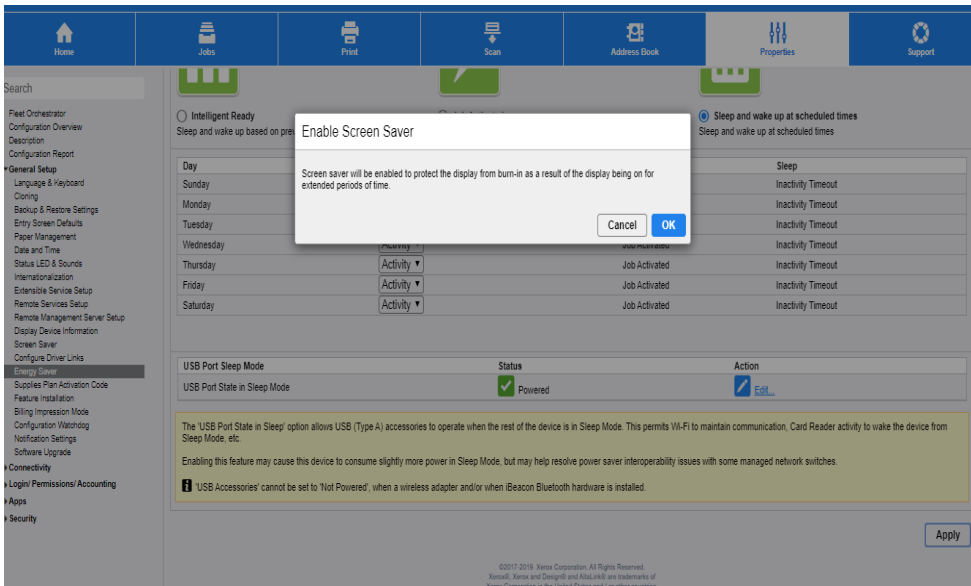 Home
Jobs
Print
Scan
Address Book
Properties
Support
Search
Fleet Orchestrator
Configuration Overview
Description
Configuration Report
General Setup
Language & Keyboard
Cloning
Backup & Restore Settings
Entry Screen Defaults
Paper Management
Date and Time
Status LED & Sounds
Internationalization
Extensible Service Setup
Remote Services Setup
Remote Management Server Setup
Display Device Information
Screen Saver
Configure Driver Links
Energy Saver
Supplies Plan Activation Code
Feature Installation
Billing Impression Mode
Configuration Watchdog
Notification Settings
Software Upgrade
Connectivity
Login/ Permissions/ Accounting
Apps
Security
Intelligent Ready
Sleep and wake up based on
Sleep and wake up at scheduled times
Sleep and wake up at scheduled times
Enable Screen Saver
Screen saver will be enabled to protect the display from burn-in as a result of the display being on for
extended periods of time.
Cancel OK
Day Sleep
Sunday Inactivity Timeout
Monday Inactivity Timeout
Tuesday Inactivity Timeout
Wednesday Activity Job Activated Inactivity Timeout
Thursday Activity Job Activated Inactivity Timeout
Friday Activity Job Activated Inactivity Timeout
Saturday Activity Job Activated Inactivity Timeout
USB Port Sleep Mode Status Action
USB Port State in Sleep Mode Powered Edit...
The 'USB Port State in Sleep' option allows USB (Type A) accessories to operate when the rest of the device is in Sleep Mode. This permits Wi-Fi to maintain communication, Card Reader activity to wake the device from
Sleep Mode, etc.
Enabling this feature may cause this device to consume slightly more power in Sleep Mode, but may help resolve power saver interoperability issues with some managed network switches.
'USB Accessories' cannot be set to 'Not Powered', when a wireless adapter and/or when iBeacon Bluetooth hardware is installed.
Apply
©2017-2019 Xerox Corporation. All Rights Reserved.
Xerox®, Xerox and Design® and AltaLink® are trademarks of